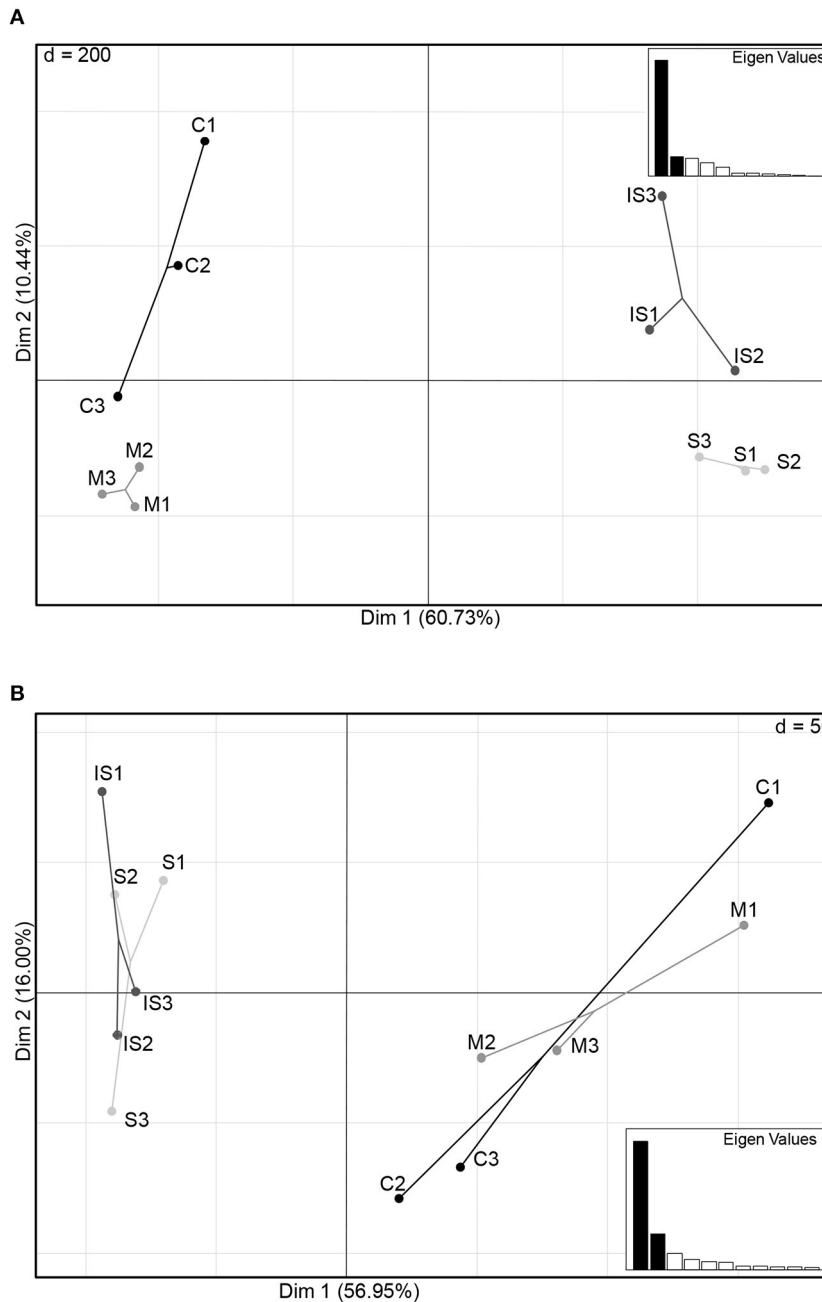 A
d = 200
Eigen Values
C1
IS3
C2
IS1
IS2
C3
M2
S3
S1
S2
M3
M1
Dim 2 (10.44%)
Dim 1 (60.73%)
B
d = 5
IS1
C1
S1
S2
M1
IS3
IS2
M2
M3
S3
C3
C2
Eigen Values
Dim 2 (16.00%)
Dim 1 (56.95%)